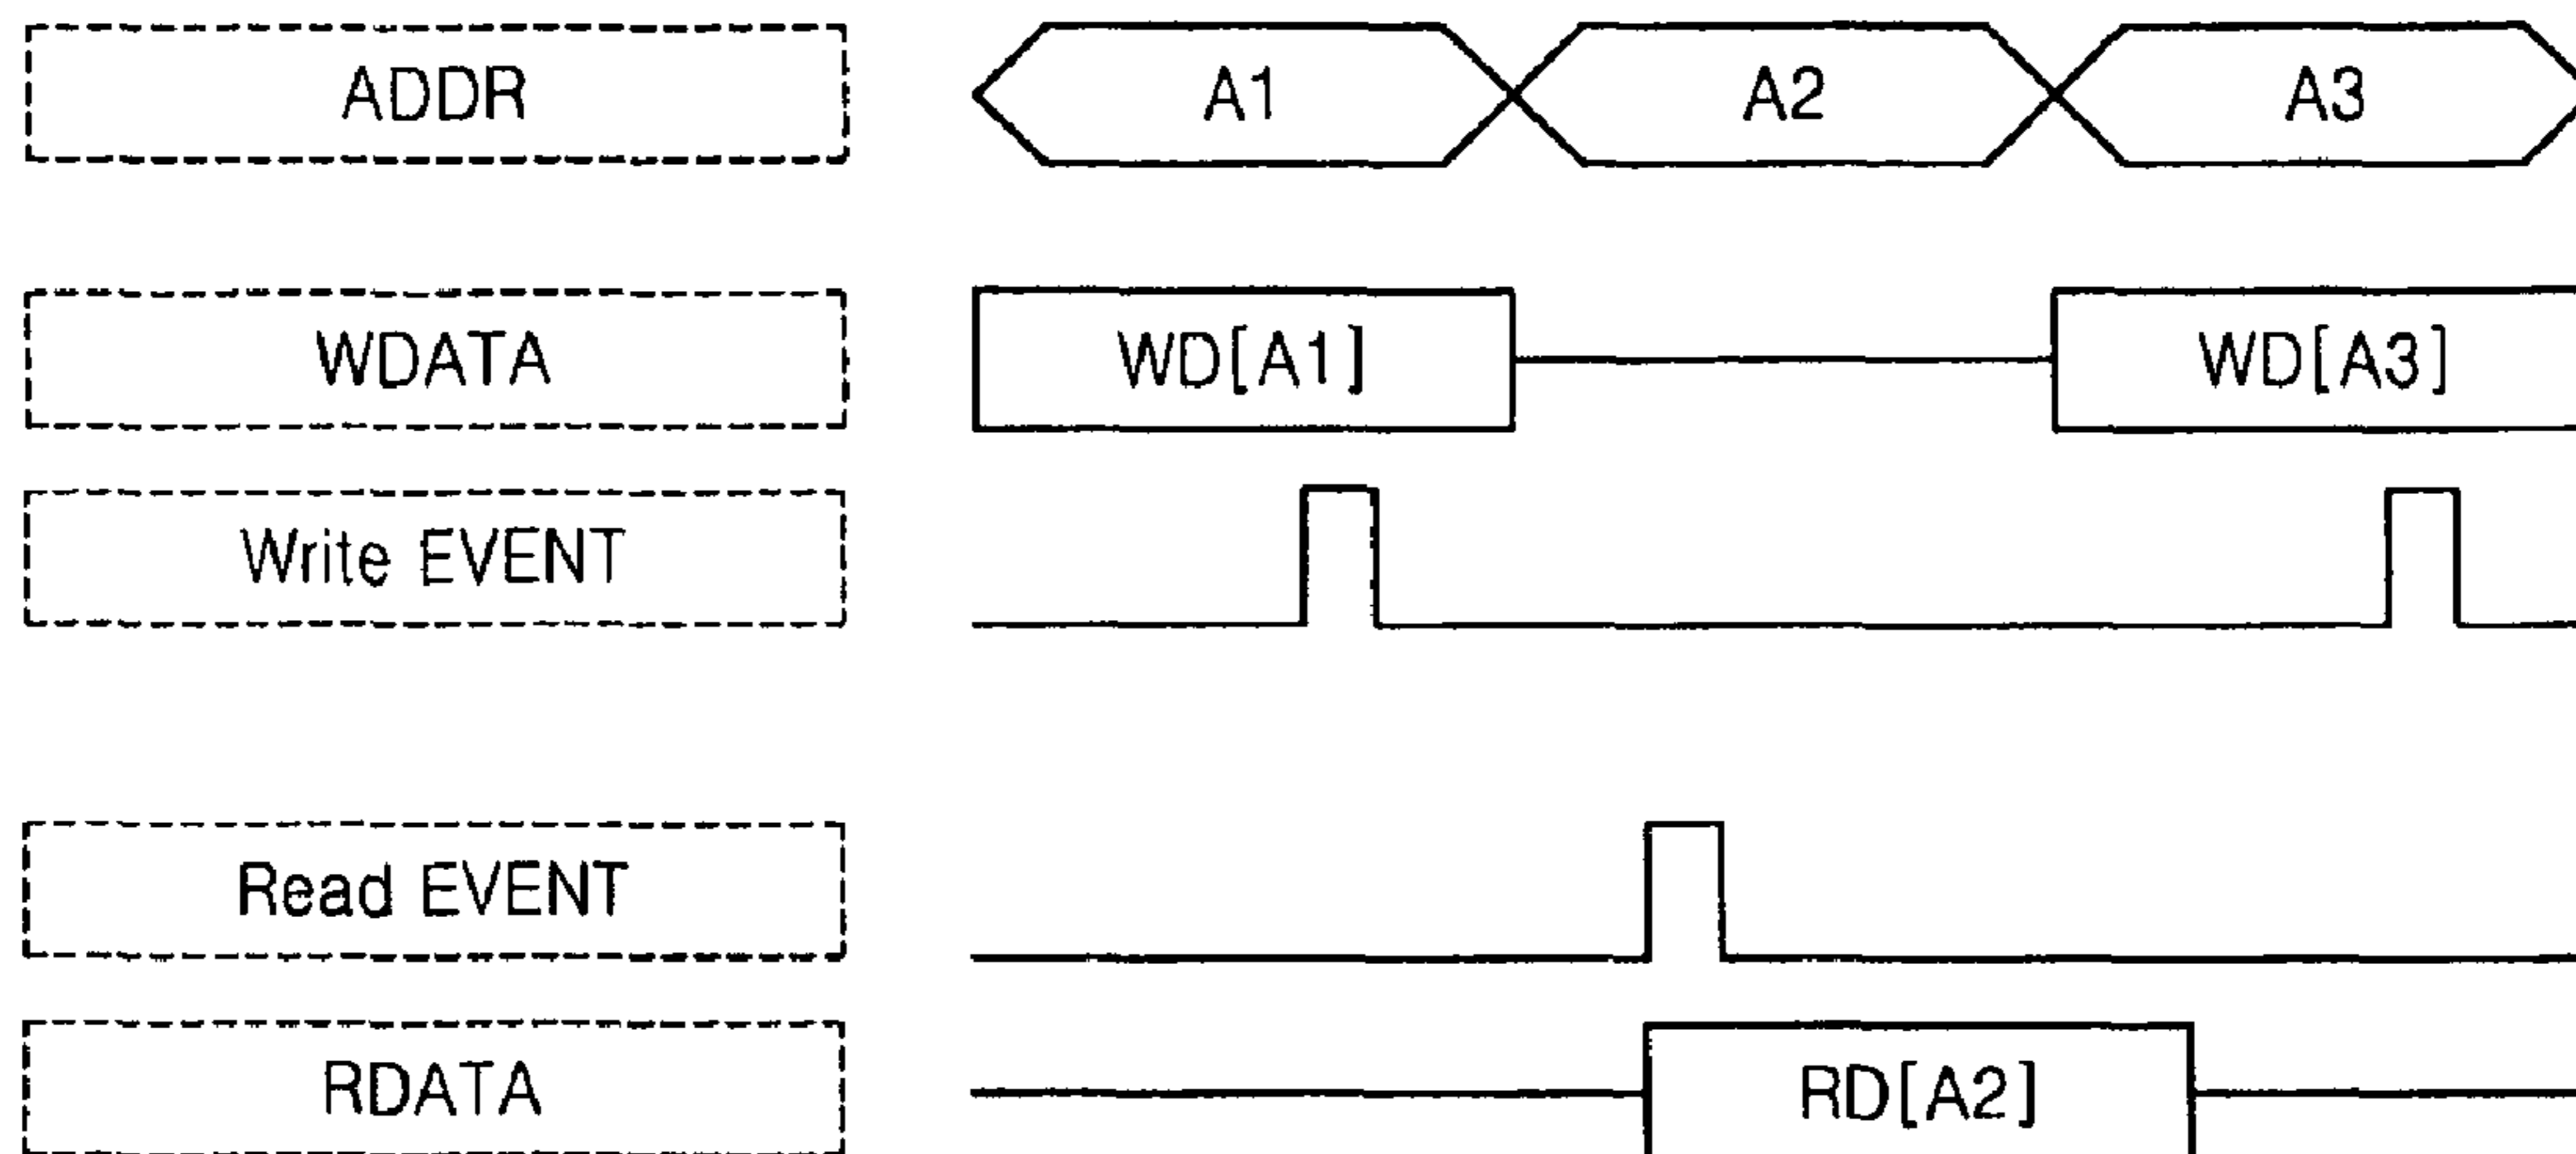 ADDR A1 A2 A3
WDATA WD[A1] WD[A3]
Write EVENT
Read EVENT
RDATA RD[A2]